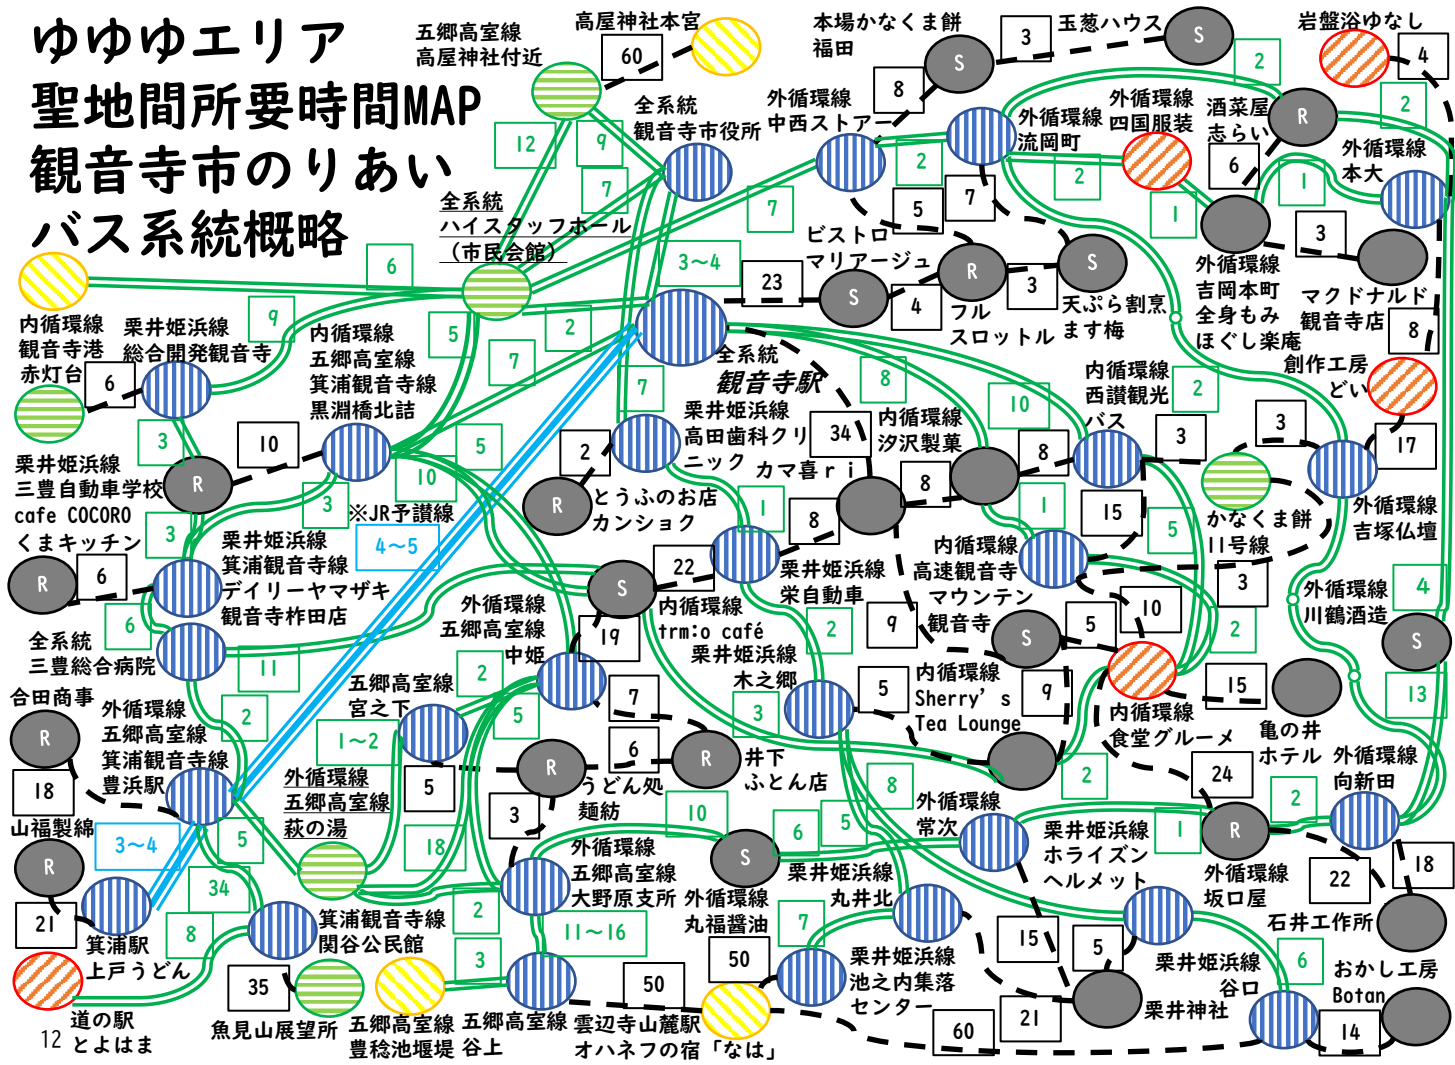 ゆゆゆエリア
聖地間所要時間MAP
観音寺市のりあい
バス系統概略
五郷高室線
高屋神社付近
高屋神社本宮
60
本場かなくま餅
福田
3
玉葱ハウス
S
S
岩盤浴ゆなし
4
2
2
12
9
7
全系統
観音寺市役所
外循環線
中西ストアー
8
外循環線
流岡町
外循環線
四国服装
酒菜屋
志らい
R
6
外循環線
本大
2
2
1
1
7
全系統
ハイスタッフホール
（市民会館）
5
7
3
ビストロ
マリアージュ
S
R
S
4
3
フル
スロットル
天ぷら割烹
ます梅
外循環線
吉岡本町
全身もみ
ほぐし楽庵
マクドナルド
観音寺店
8
6
9
3～4
23
5
2
7
内循環線
観音寺港
赤灯台
栗井姫浜線
総合開発観音寺
内循環線
五郷高室線
箕浦観音寺線
黒淵橋北詰
全系統
観音寺駅
8
10
内循環線
西讃観光
バス
2
創作工房
どい
6
7
3
10
5
10
2
栗井姫浜線
高田歯科クリ
ニック
34
カマ喜ｒｉ
内循環線
汐沢製菓
8
8
3
3
17
栗井姫浜線
三豊自動車学校
cafe COCORO
くまキッチン
R
3
3
※JR予讃線
4～5
R
とうふのお店
カンショク
1
8
1
15
5
かなくま餅
11号線
外循環線
吉塚仏壇
R
6
栗井姫浜線
箕浦観音寺線
デイリーヤマザキ
観音寺柞田店
S
22
栗井姫浜線
栄自動車
内循環線
高速観音寺
マウンテン
観音寺
S
3
外循環線
川鶴酒造
4
S
6
全系統
三豊総合病院
11
外循環線
五郷高室線
中姫
19
内循環線
trm:o café
栗井姫浜線
木之郷
2
9
5
10
2
13
合田商事
R
外循環線
五郷高室線
箕浦観音寺線
豊浜駅
2
五郷高室線
宮之下
2
5
7
1～2
3
5
内循環線
Sherry’s
Tea Lounge
9
15
内循環線
食堂グルーメ
亀の井
ホテル
18
山福製綿
R
外循環線
五郷高室線
萩の湯
5
R
うどん処
麺紡
6
R
井下
ふとん店
2
24
外循環線
向新田
3～4
5
18
3
10
6
5
8
外循環線
常次
1
R
2
34
外循環線
五郷高室線
大野原支所
S
外循環線
丸福醤油
栗井姫浜線
丸井北
栗井姫浜線
ホライズン
ヘルメット
外循環線
坂口屋
22
18
21
箕浦駅
8
箕浦観音寺線
関谷公民館
2
11～16
7
15
5
石井工作所
上戸うどん
35
3
50
50
栗井姫浜線
池之内集落
センター
栗井神社
栗井姫浜線
谷口
6
おかし工房
Botan
道の駅
とよはま
魚見山展望所
五郷高室線
豊稔池堰堤
五郷高室線
谷上
雲辺寺山麓駅
オハネフの宿「なは」
60
21
14
12